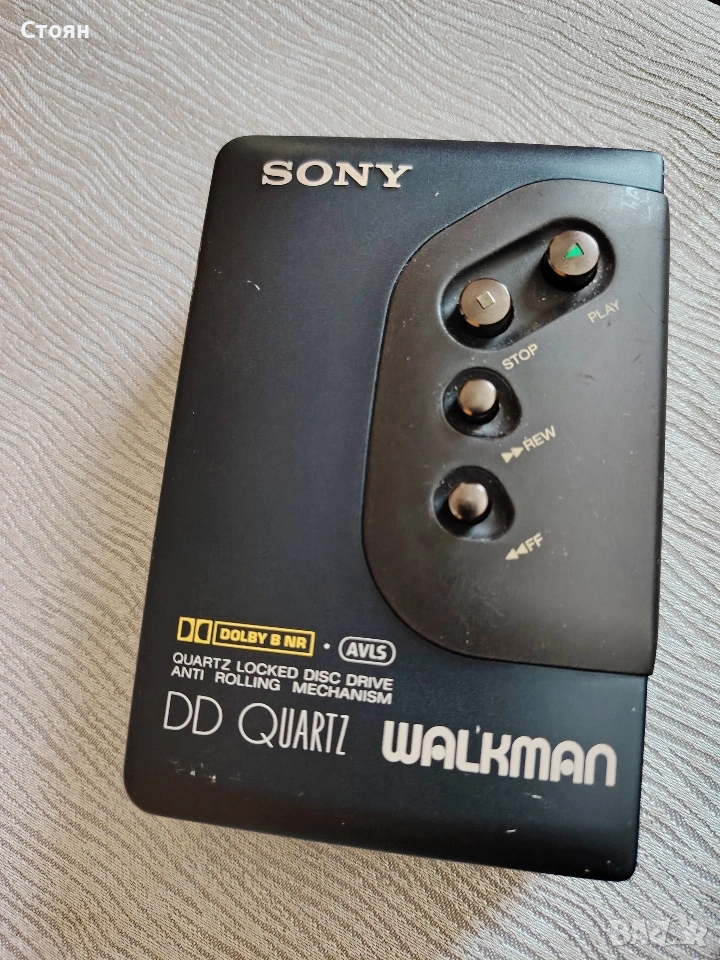 Стоян
SONY
PLAY
STOP
▶▶REW
◀◀FF
DOLBY B NR · AVLS
QUARTZ LOCKED DISC DRIVE
ANTI ROLLING MECHANISM
DD QUARTZ WALKMAN